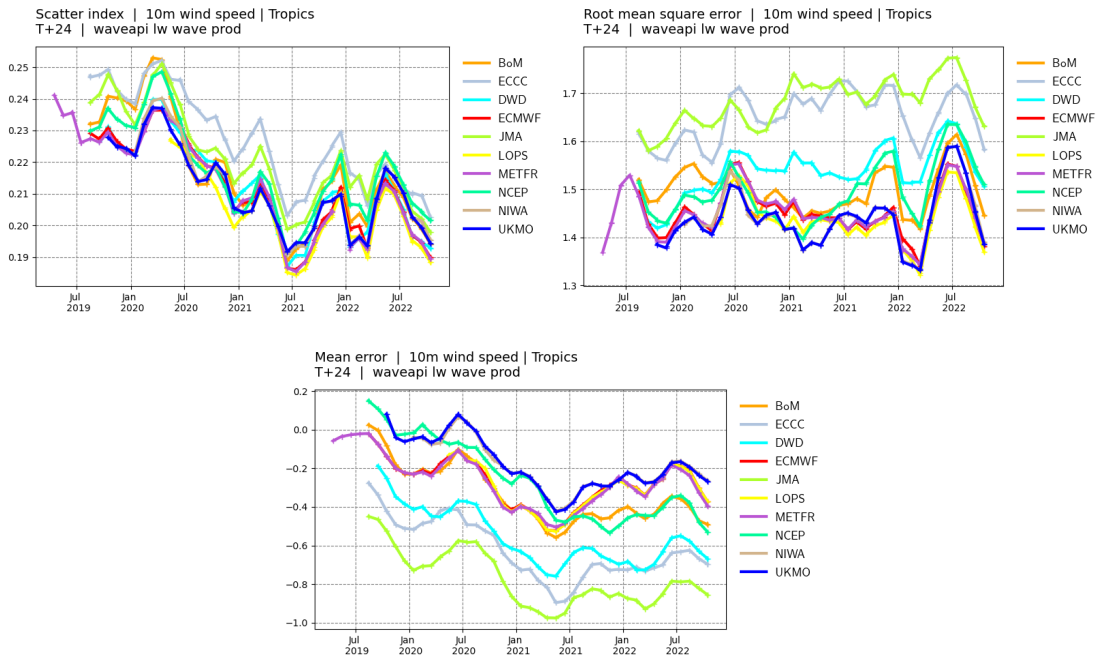 Scatter index | 10m wind speed | Tropics
T+24 | waveapi lw wave prod
0.25
0.24
0.23
0.22
0.21
0.20
0.19
Jul
2019
Jan
2020
Jul
2020
Jan
2021
Jul
2021
Jan
2022
Jul
2022
BoM
ECCC
DWD
ECMWF
JMA
LOPS
METFR
NCEP
NIWA
UKMO
Root mean square error | 10m wind speed | Tropics
T+24 | waveapi lw wave prod
1.7
1.6
1.5
1.4
1.3
Jul
2019
Jan
2020
Jul
2020
Jan
2021
Jul
2021
Jan
2022
Jul
2022
BoM
ECCC
DWD
ECMWF
JMA
LOPS
METFR
NCEP
NIWA
UKMO
Mean error | 10m wind speed | Tropics
T+24 | waveapi lw wave prod
0.2
0.0
−0.2
−0.4
−0.6
−0.8
−1.0
Jul
2019
Jan
2020
Jul
2020
Jan
2021
Jul
2021
Jan
2022
Jul
2022
BoM
ECCC
DWD
ECMWF
JMA
LOPS
METFR
NCEP
NIWA
UKMO